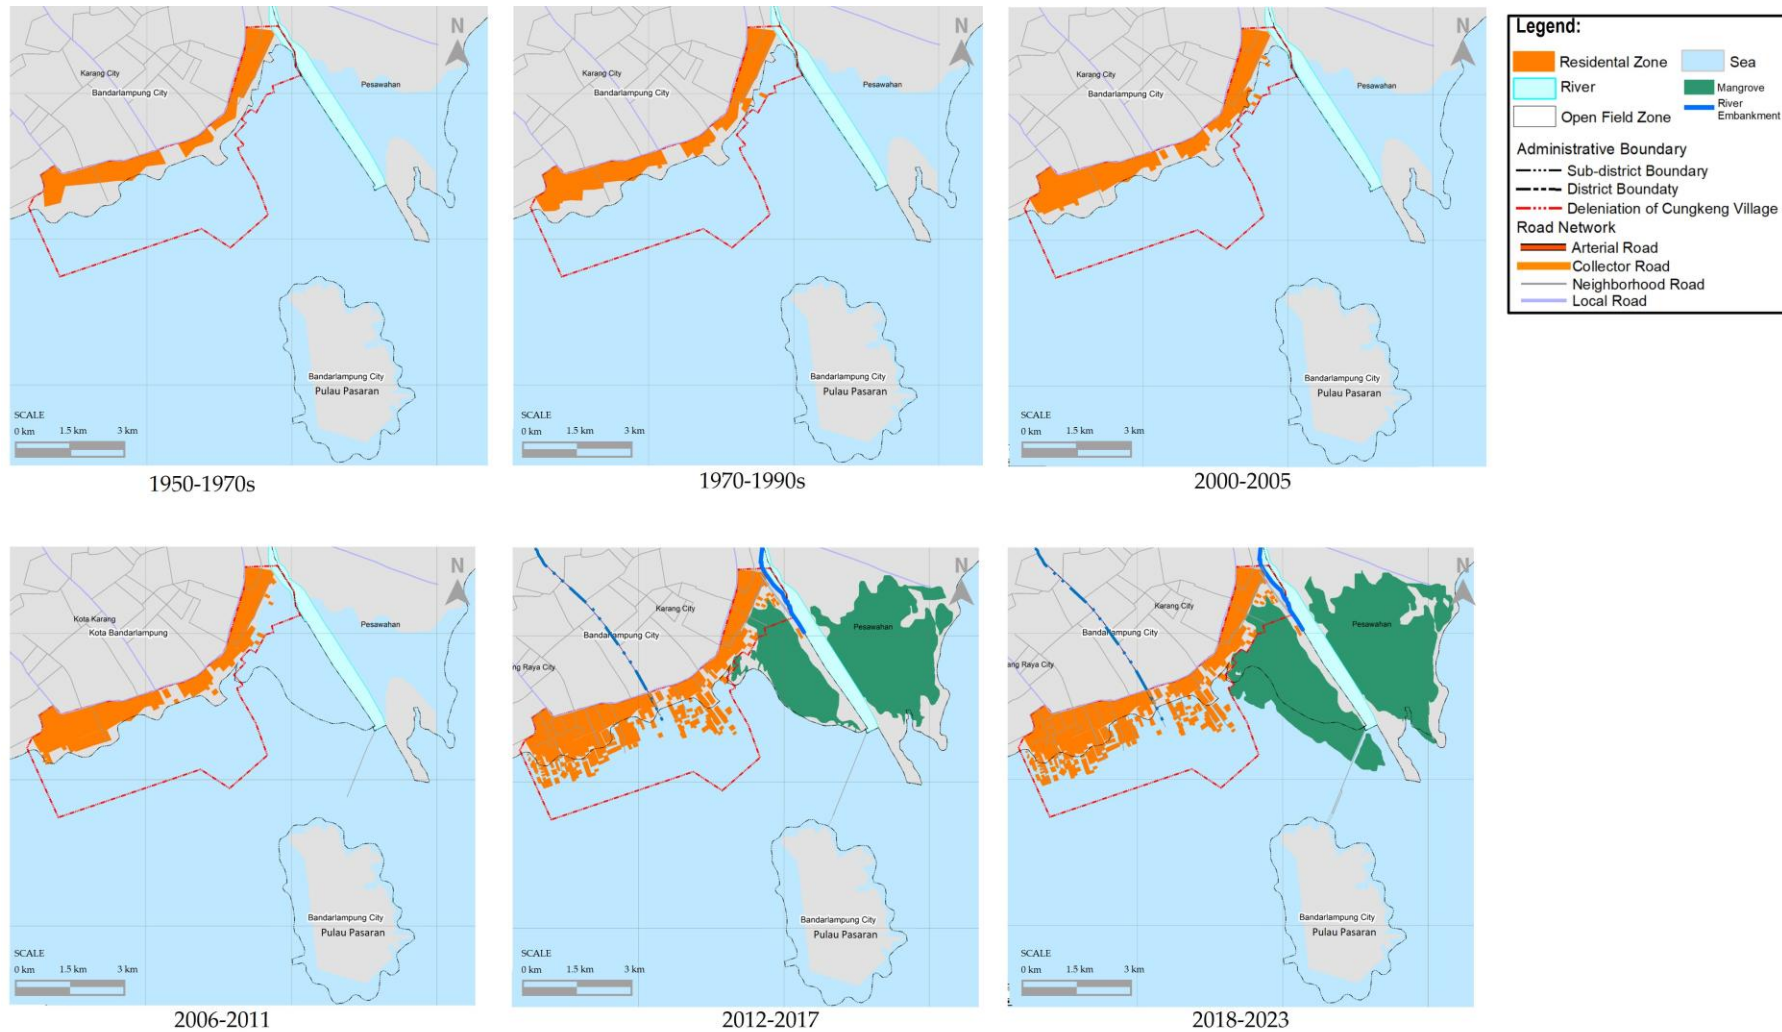 N
Karang City
Bandarlampung City
Pesawahan
Bandarlampung City
Pulau Pasaran
SCALE
0 km 1.5 km 3 km
1950-1970s
N
Karang City
Bandarlampung City
Pesawahan
Bandarlampung City
Pulau Pasaran
SCALE
0 km 1.5 km 3 km
1970-1990s
N
Karang City
Bandarlampung City
Pesawahan
Bandarlampung City
Pulau Pasaran
SCALE
0 km 1.5 km 3 km
2000-2005
Legend:
Residental Zone
Sea
River
Mangrove
Open Field Zone
River
Embankment
Administrative Boundary
Sub-district Boundary
District Boundaty
Deleniation of Cungkeng Village
Road Network
Arterial Road
Collector Road
Neighborhood Road
Local Road
N
Kota Karang
Kota Bandarlampung
Pesawahan
Bandarlampung City
Pulau Pasaran
SCALE
0 km 1.5 km 3 km
2006-2011
N
Karang City
Bandarlampung City
Pesawahan
ng Raya City
Bandarlampung City
Pulau Pasaran
SCALE
0 km 1.5 km 3 km
2012-2017
N
Karang City
Bandarlampung City
Pesawahan
ang Raya City
Bandarlampung City
Pulau Pasaran
SCALE
0 km 1.5 km 3 km
2018-2023